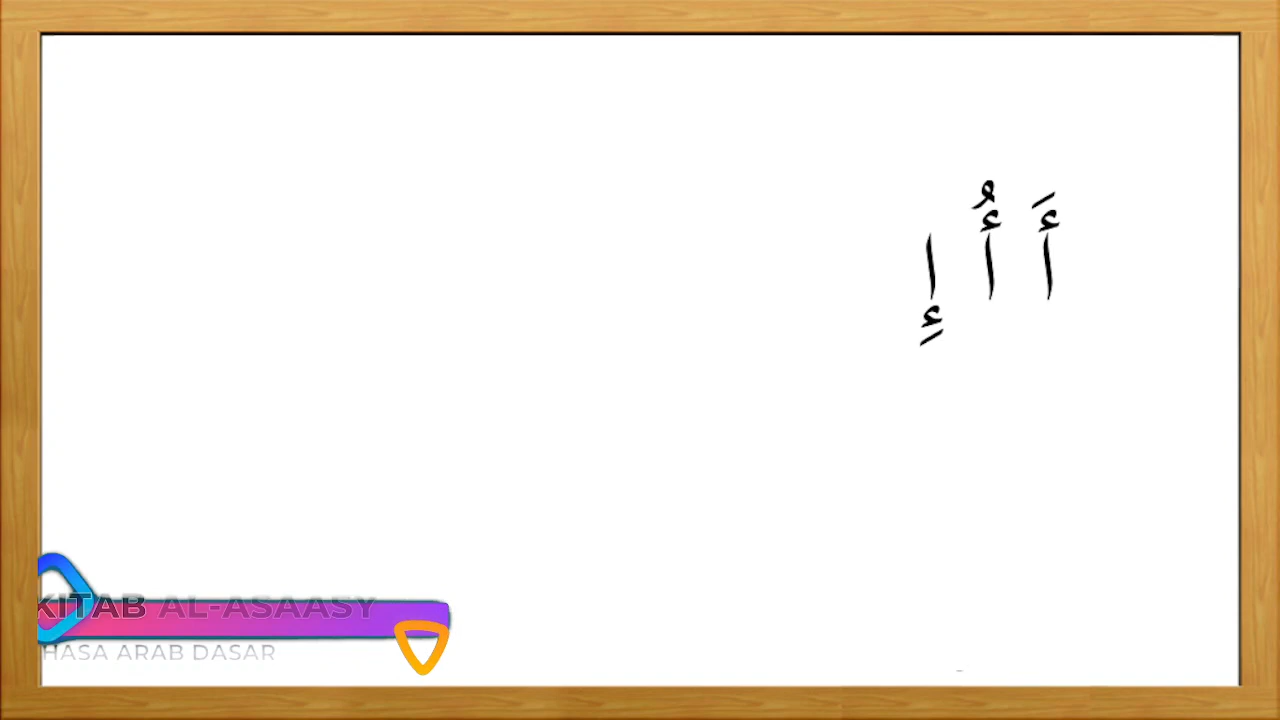 أَ أُ إِ
KITAB AL-ASAASY
HASA ARAB DASAR